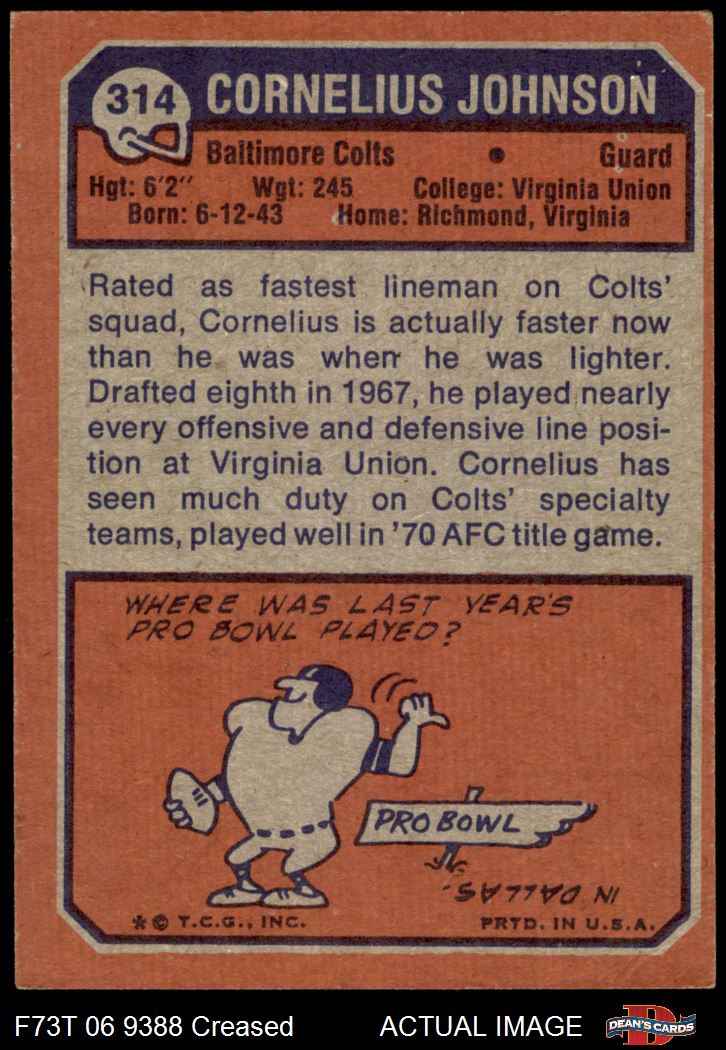 314
CORNELIUS JOHNSON
Baltimore Colts • Guard
Hgt: 6'2" Wgt: 245 College: Virginia Union
Born: 6-12-43 Home: Richmond, Virginia
Rated as fastest lineman on Colts'
squad, Cornelius is actually faster now
than he was when he was lighter.
Drafted eighth in 1967, he played nearly
every offensive and defensive line posi-
tion at Virginia Union. Cornelius has
seen much duty on Colts' specialty
teams, played well in '70 AFC title game.
WHERE WAS LAST YEAR'S
PRO BOWL PLAYED?
PRO BOWL
IN DALLAS.
* © T.C.G., INC. PRTD. IN U.S.A.
F73T 06 9388 Creased ACTUAL IMAGE
D
DEAN'S CARDS